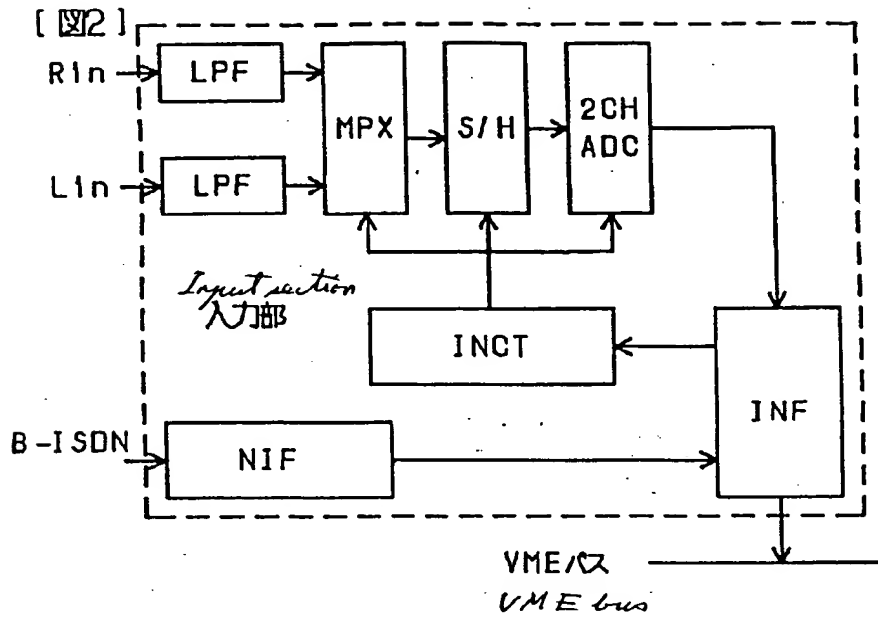 [図2]
Rin
LPF
MPX
S/H
2CH
ADC
Lin
LPF
Input section
入力部
INCT
INF
B-ISDN
NIF
VMEバス
VME bus